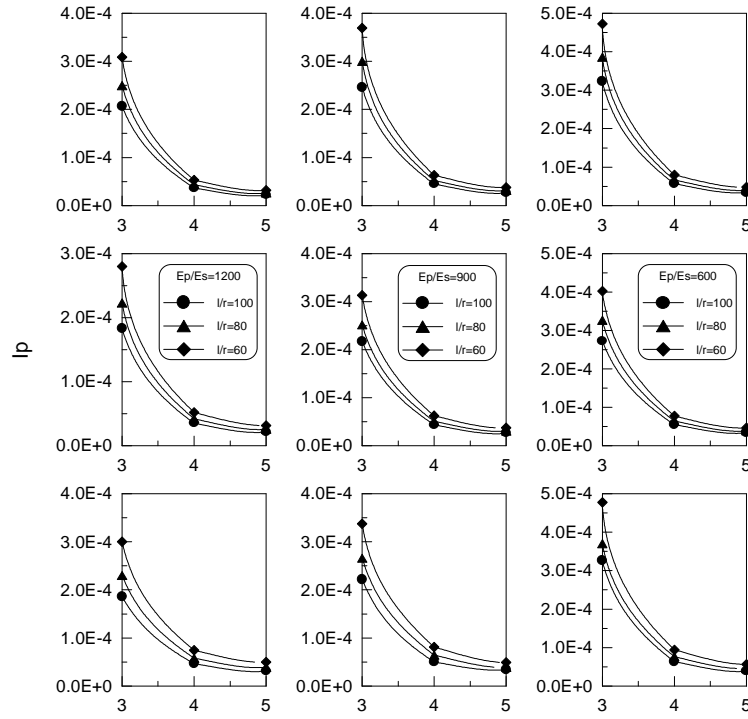 4.0E-4 4.0E-4 5.0E-4
4.0E-4
3.0E-4 3.0E-4
3.0E-4
2.0E-4 2.0E-4
2.0E-4
1.0E-4 1.0E-4
1.0E-4
0.0E+0 0.0E+0 0.0E+0
3 4 5 3 4 5 3 4 5
3.0E-4 4.0E-4 5.0E-4
Ep/Es=1200 Ep/Es=900 Ep/Es=600
l/r=100 l/r=100 l/r=100
l/r=80 l/r=80 l/r=80
l/r=60 l/r=60 l/r=60
4.0E-4
3.0E-4
2.0E-4 3.0E-4
2.0E-4
Ip
1.0E-4 2.0E-4
1.0E-4 1.0E-4
0.0E+0 0.0E+0 0.0E+0
3 4 5 3 4 5 3 4 5
4.0E-4 4.0E-4 5.0E-4
4.0E-4
3.0E-4 3.0E-4
3.0E-4
2.0E-4 2.0E-4
2.0E-4
1.0E-4 1.0E-4
1.0E-4
0.0E+0 0.0E+0 0.0E+0
3 4 5 3 4 5 3 4 5